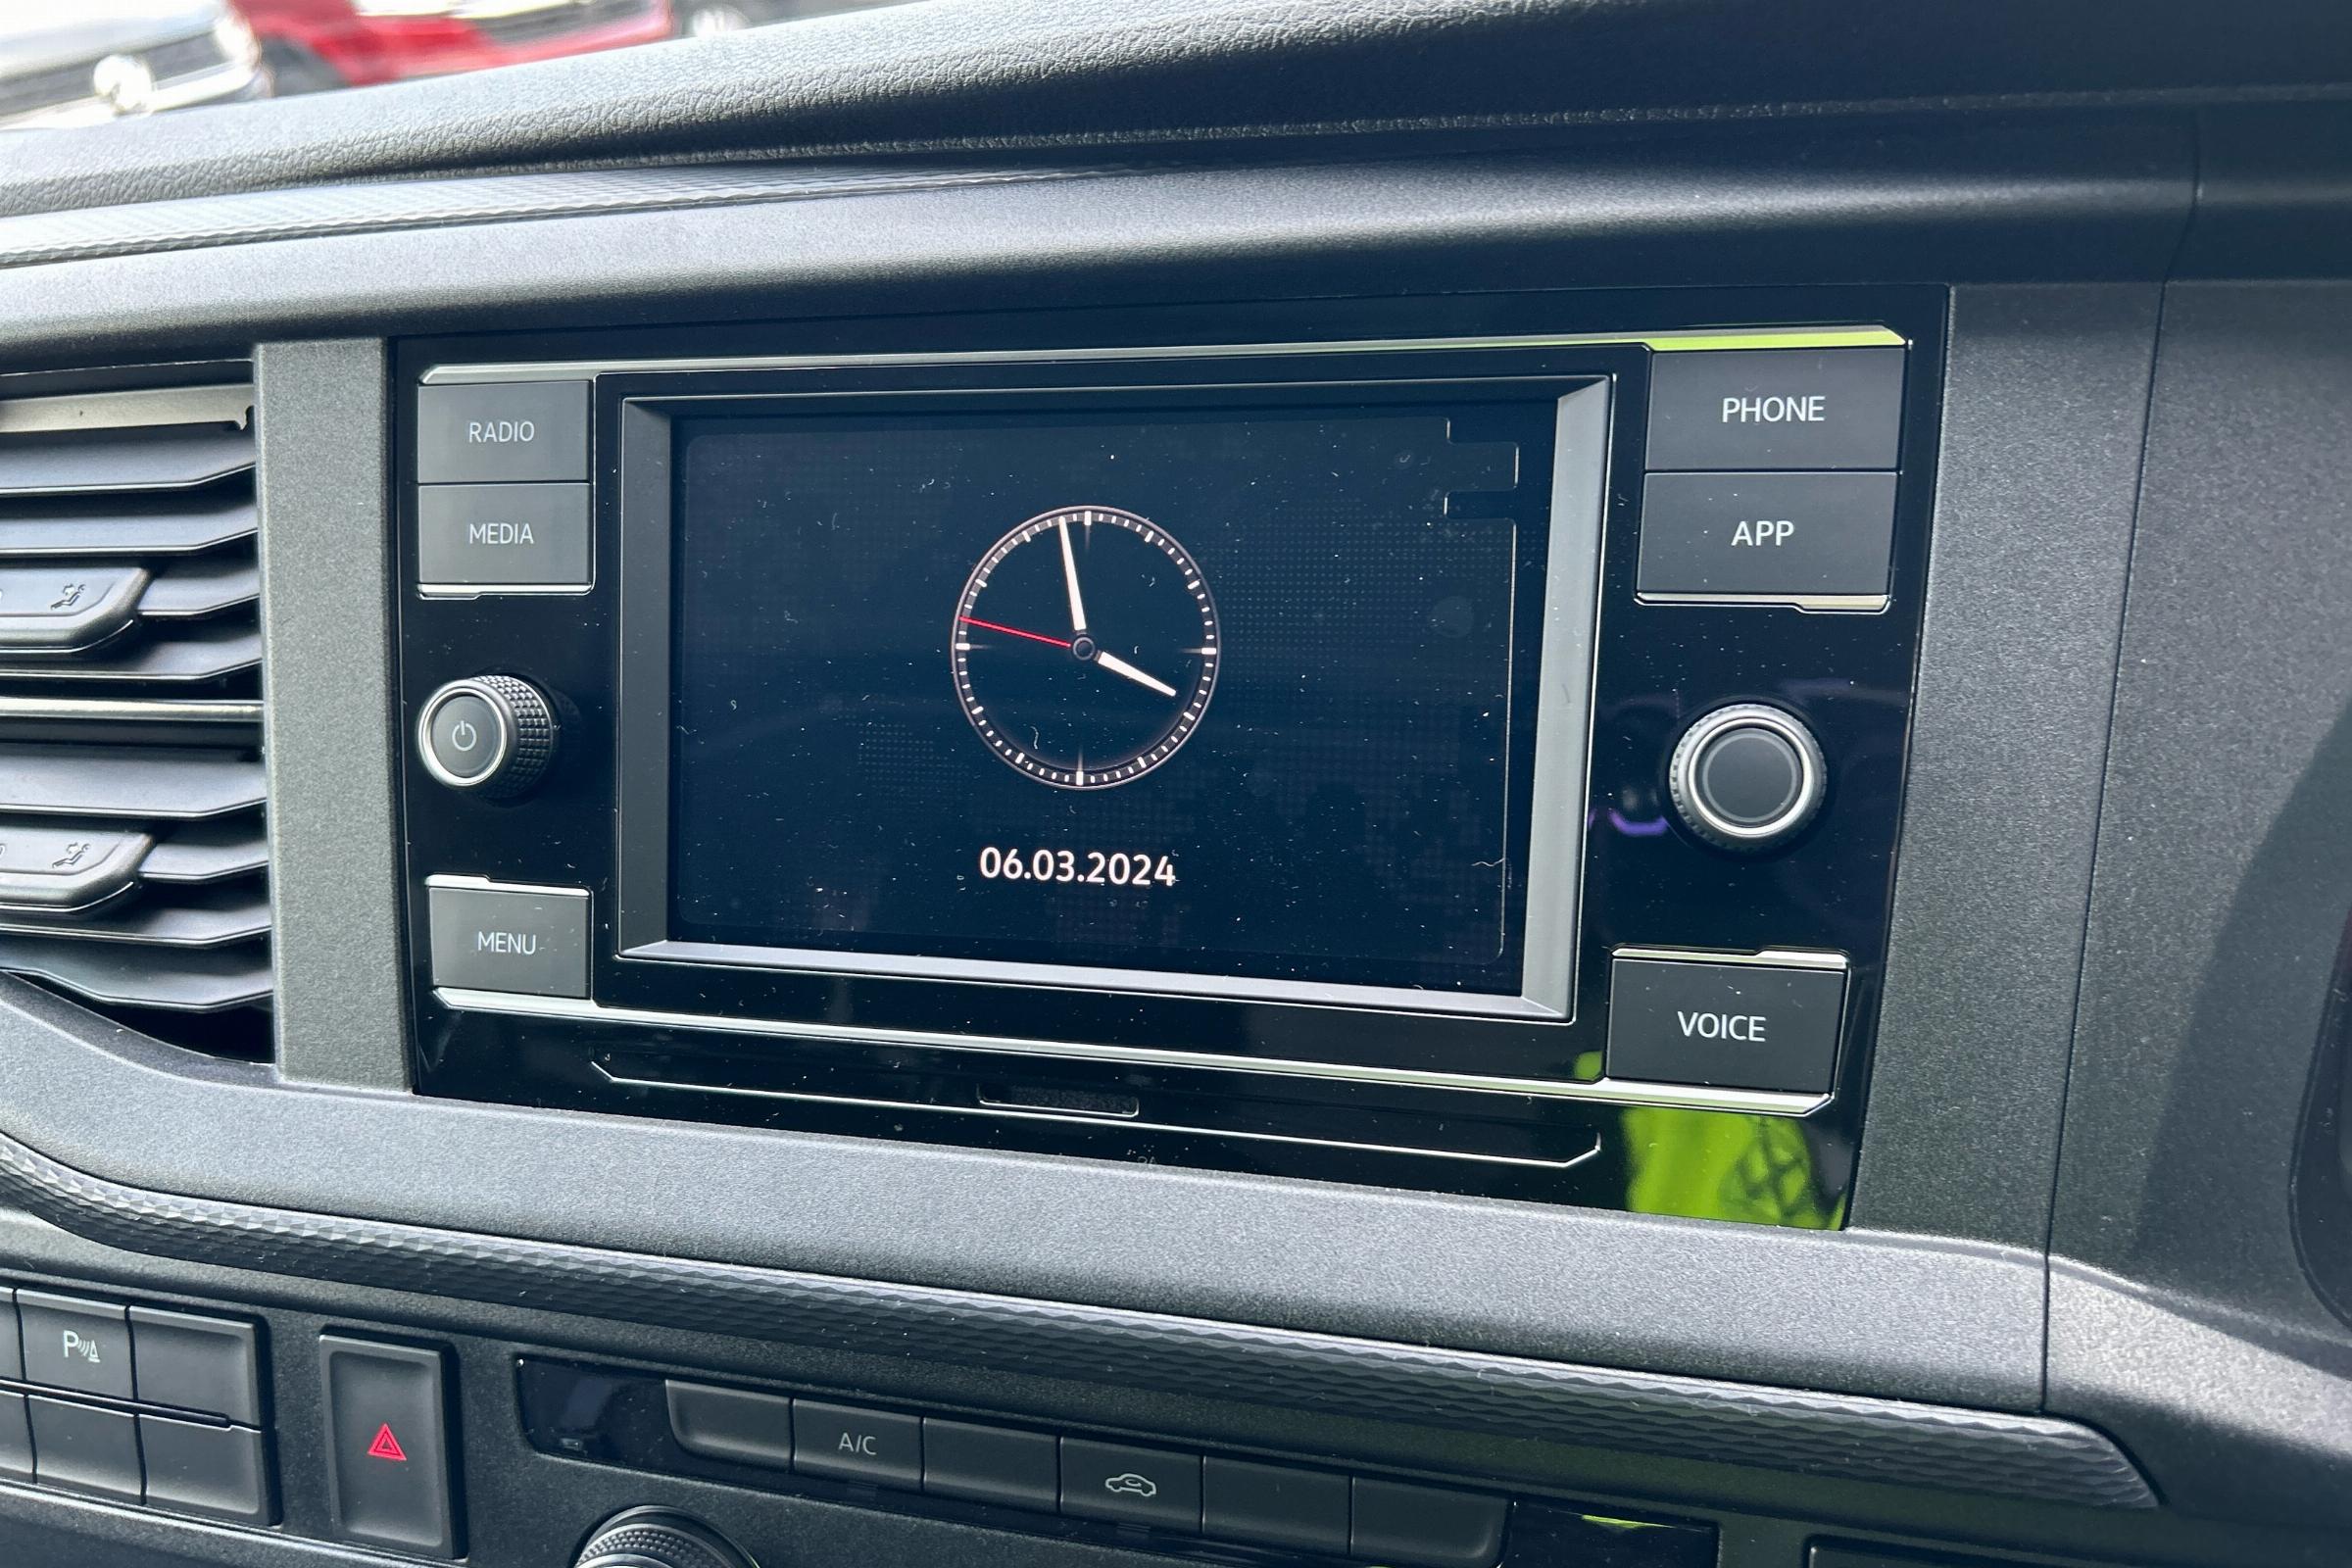 RADIO
MEDIA
MENU
06.03.2024
PHONE
APP
VOICE
P
A/C